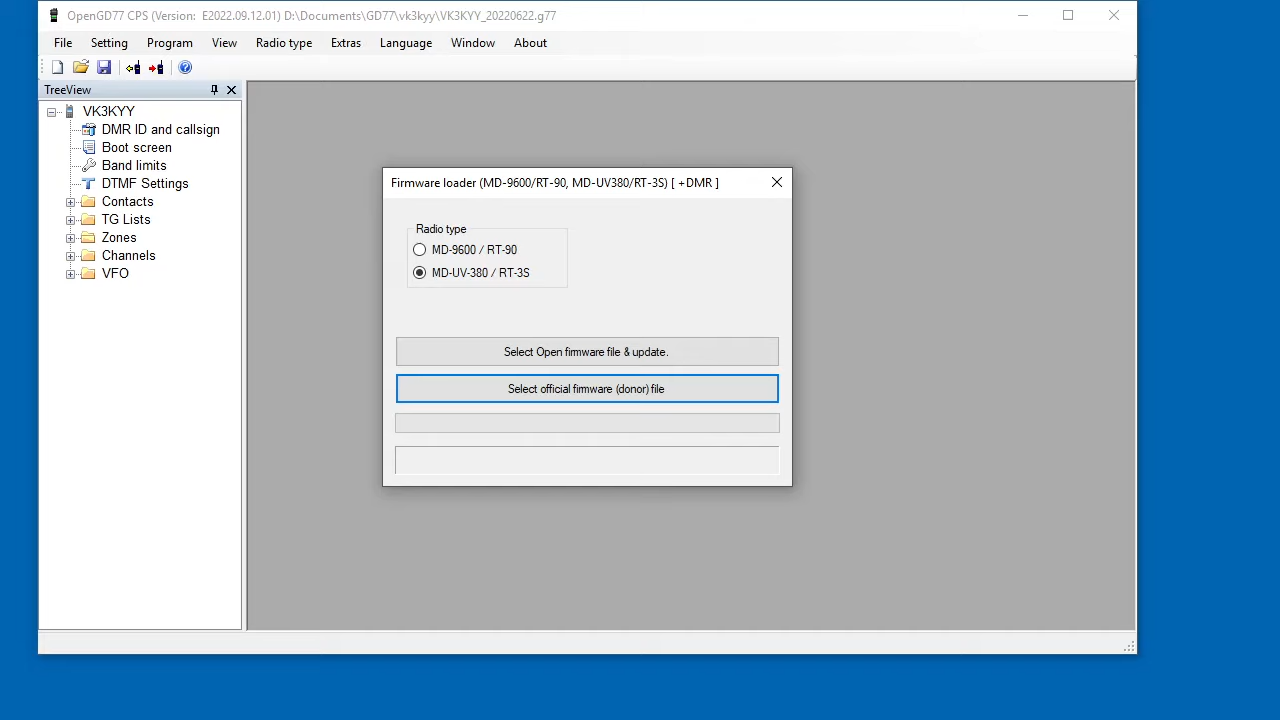 OpenGD77 CPS (Version: E2022.09.12.01) D:\Documents\GD77\vk3kyy\VK3KYY_20220622.g77
File Setting Program View Radio type Extras Language Window About
TreeView
VK3KYY
DMR ID and callsign
Boot screen
Band limits
DTMF Settings
Contacts
TG Lists
Zones
Channels
VFO
Firmware loader (MD-9600/RT-90, MD-UV380/RT-3S) [ +DMR ]
Radio type
MD-9600 / RT-90
MD-UV-380 / RT-3S
Select Open firmware file & update.
Select official firmware (donor) file